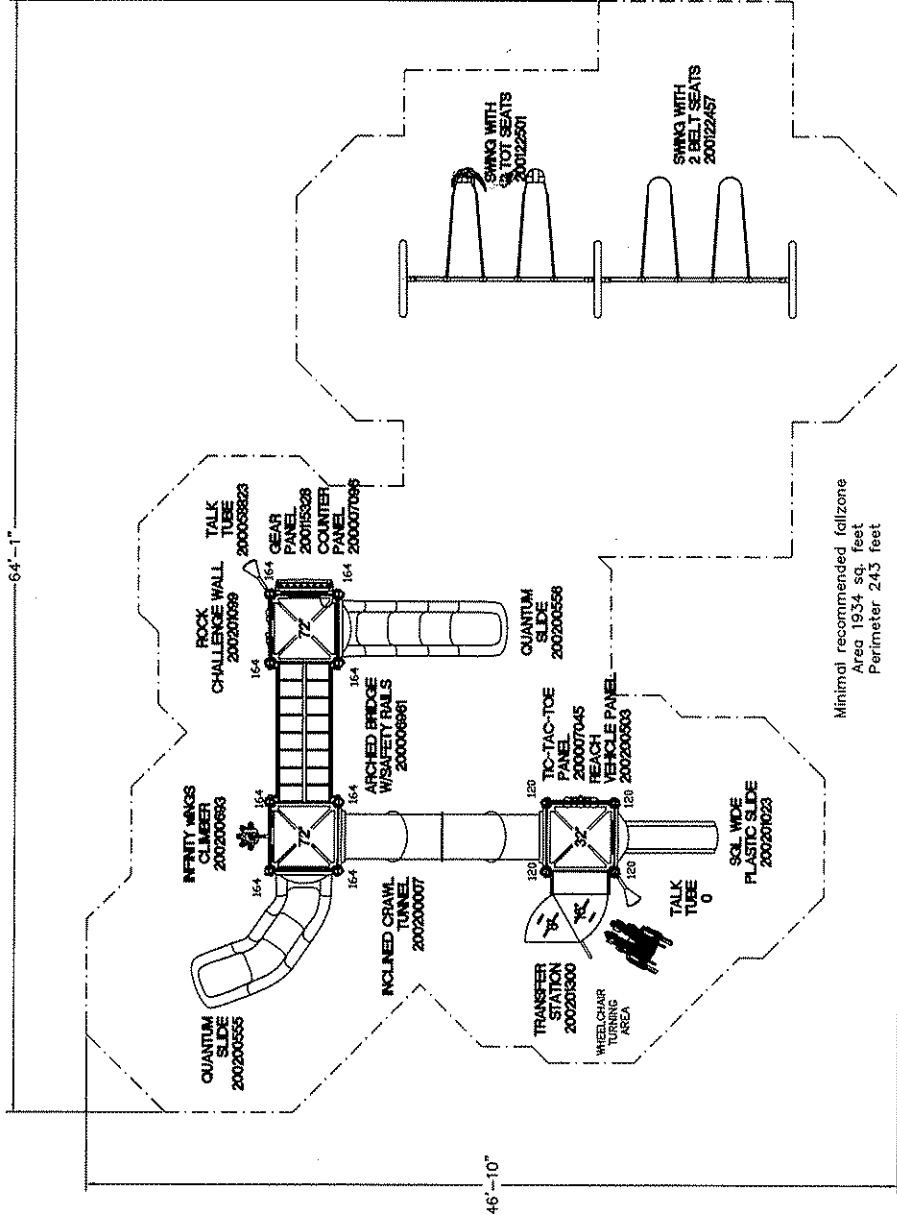 64'-1"
46'-10"
QUANTUM
SLIDE
200200555
INFINITY WINGS
CLIMBER
200200693
ROCK
CHALLENGE WALL
200201099
TALK
TUBE
200058823
GEAR
PANEL
200115328
COUNTER
PANEL
200007096
164
164
164
164
164
164
164
164
72"
72"
ARCHED BRIDGE
W/SAFETY RAILS
200006961
QUANTUM
SLIDE
200200556
INCLINED CRAWL
TUNNEL
200200007
TIC-TAC-TOE
PANEL
200007045
REACH
VEHICLE PANEL
200200503
120
120
120
120
32"
TRANSFER
STATION
200201300
WHEELCHAIR
TURNING
AREA
TALK
TUBE
0
SGL WIDE
PLASTIC SLIDE
200201023
SWING WITH
TOT SEATS
200122501
SWING WITH
2 BELT SEATS
200122457
Minimal recommended fallzone
Area 1934 sq. feet
Perimeter 243 feet